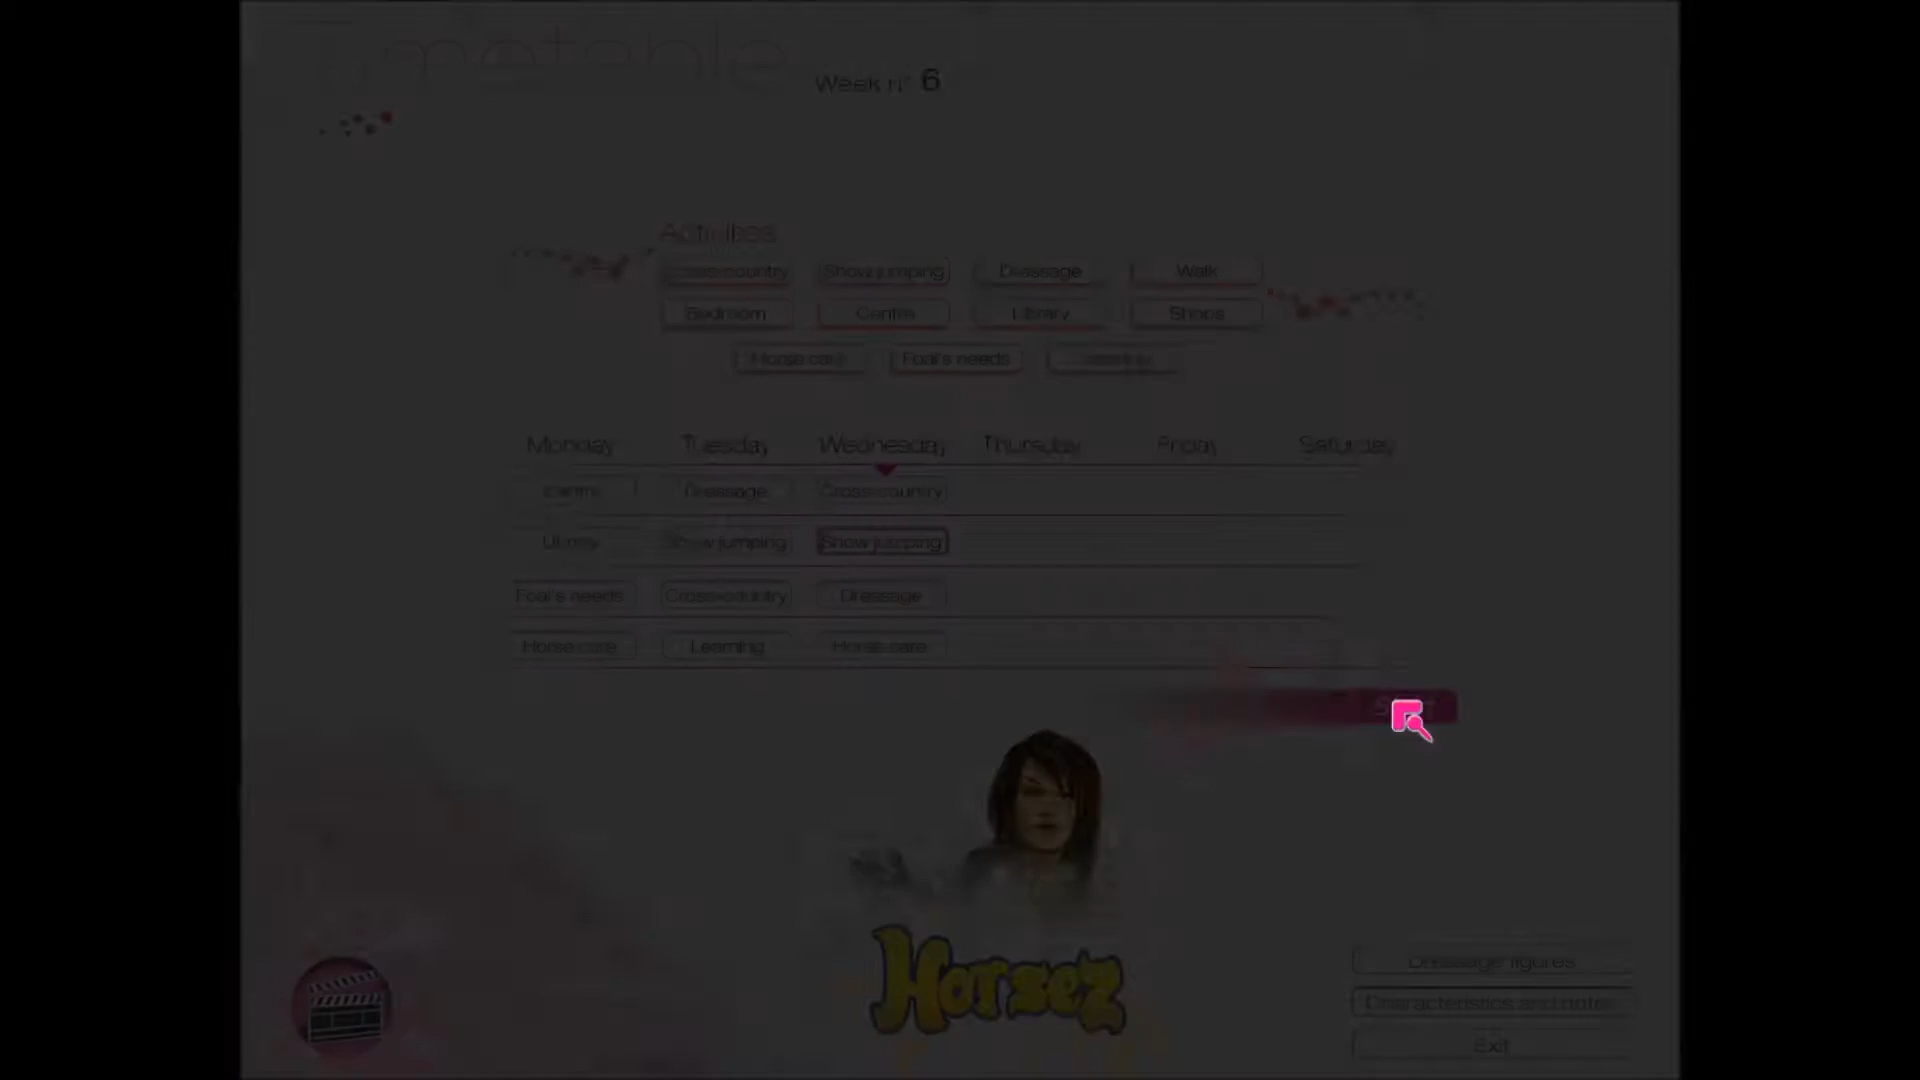 Timetable
Week n° 6
Activities
Cross-country Show jumping Dressage Walk
Bedroom Centre Library Shops
Horse care Foal's needs Learning
Monday Tuesday Wednesday Thursday Friday Saturday
Centre Dressage Cross-country
Library Show jumping Show jumping
Foal's needs Cross-country Dressage
Horse care Learning Horse care
Horsez
Dressage figures
Characteristics and notes
Exit